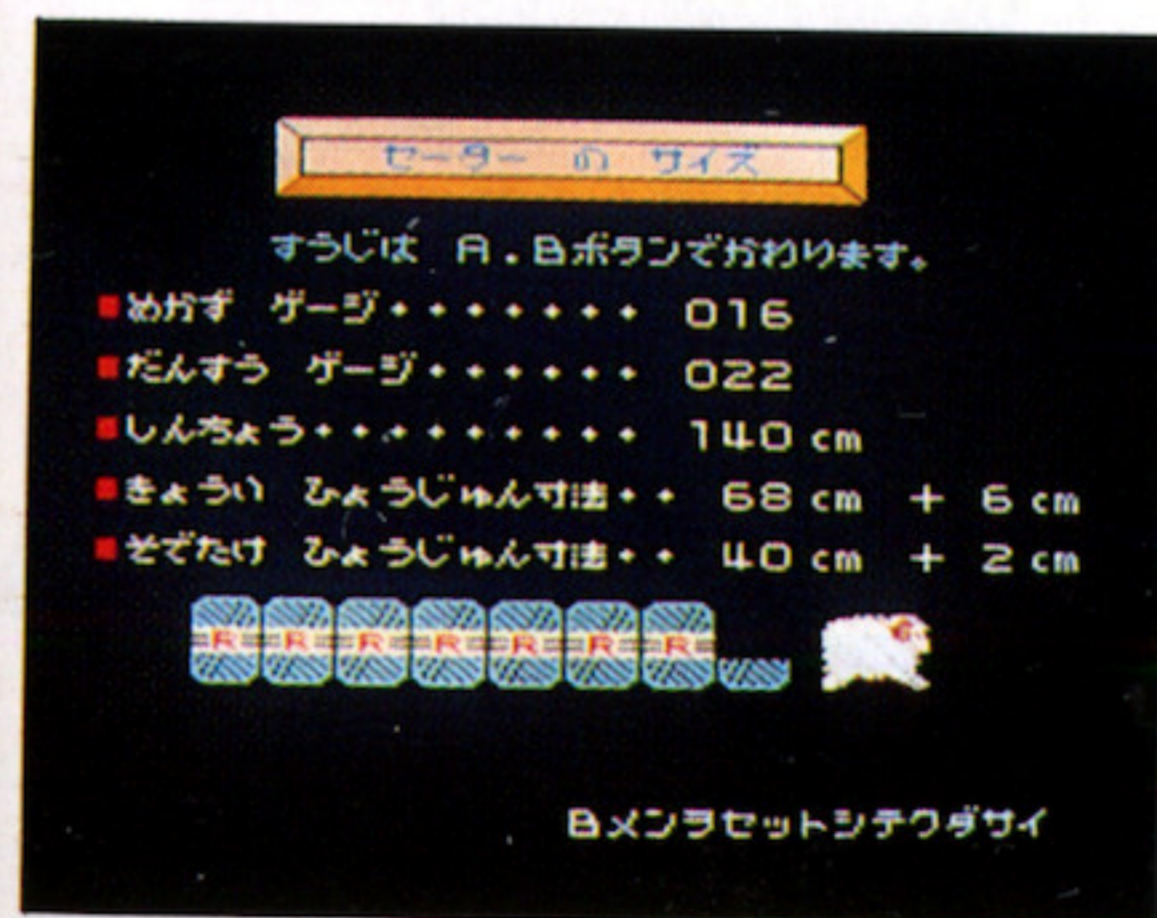 セーター の サイズ
すうじは A.Bボタンでかわります。
■めかず ゲージ・・・・・・・ 016
■だんすう ゲージ・・・・・・ 022
■しんちょう・・・・・・・・・ 140 cm
■きょうい ひょうじゅん寸法・・ 68 cm + 6 cm
■そでたけ ひょうじゅん寸法・・ 40 cm + 2 cm
R R R R R R R
Bメンヲセットシテクダサイ